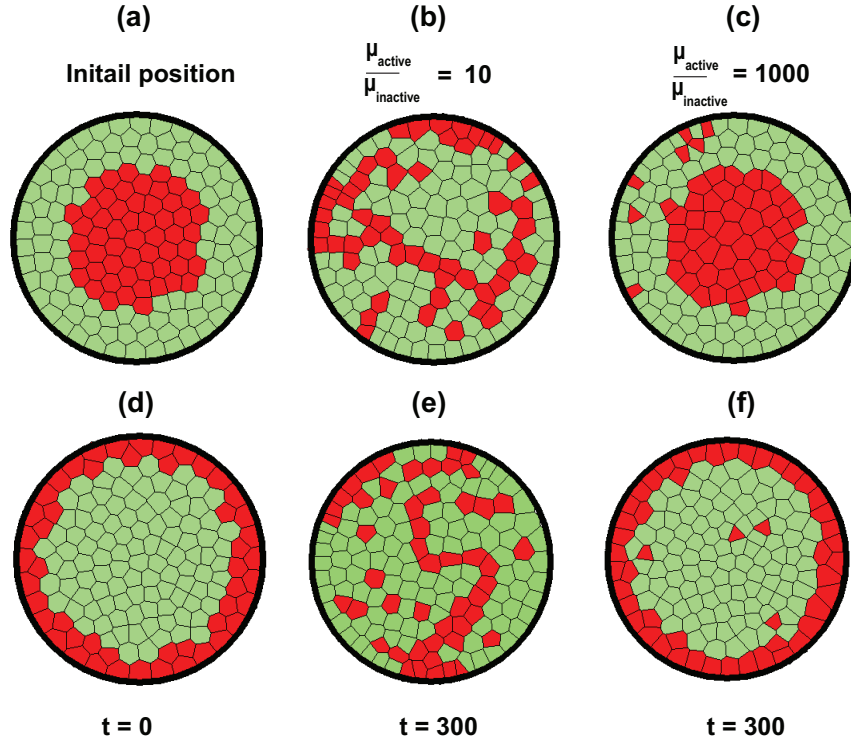 (a) (b) (c)
Initail position
μactive
μinactive
= 10
μactive
μinactive
= 1000
(d) (e) (f)
t = 0 t = 300 t = 300